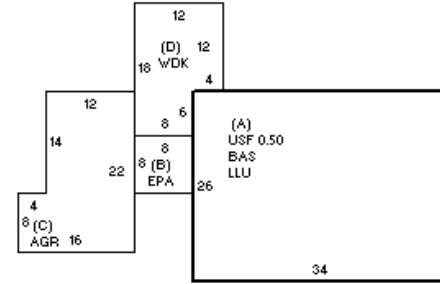 12
(D) 12
18 WDK
4
12
6
8
14
(A)
USF 0.50
BAS
LLU
8
22 8 (B)
EPA
26
4
8 (C)
AGR 16
34